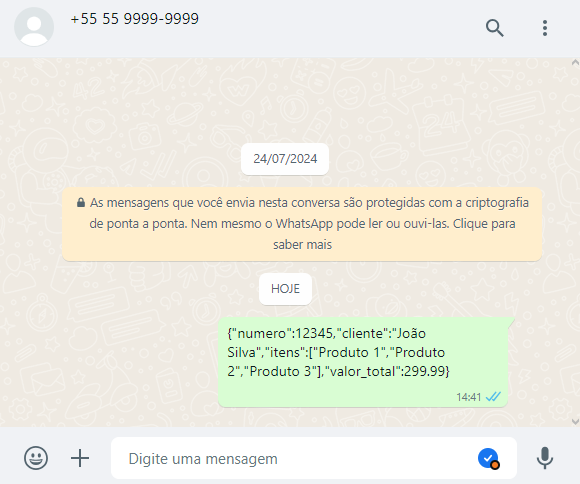 +55 55 9999-9999
24/07/2024
As mensagens que você envia nesta conversa são protegidas com a criptografia
de ponta a ponta. Nem mesmo o WhatsApp pode ler ou ouvi-las. Clique para
saber mais
HOJE
{"numero":12345,"cliente":"João
Silva","itens":["Produto 1","Produto
2","Produto 3"],"valor_total":299.99}
14:41
Digite uma mensagem